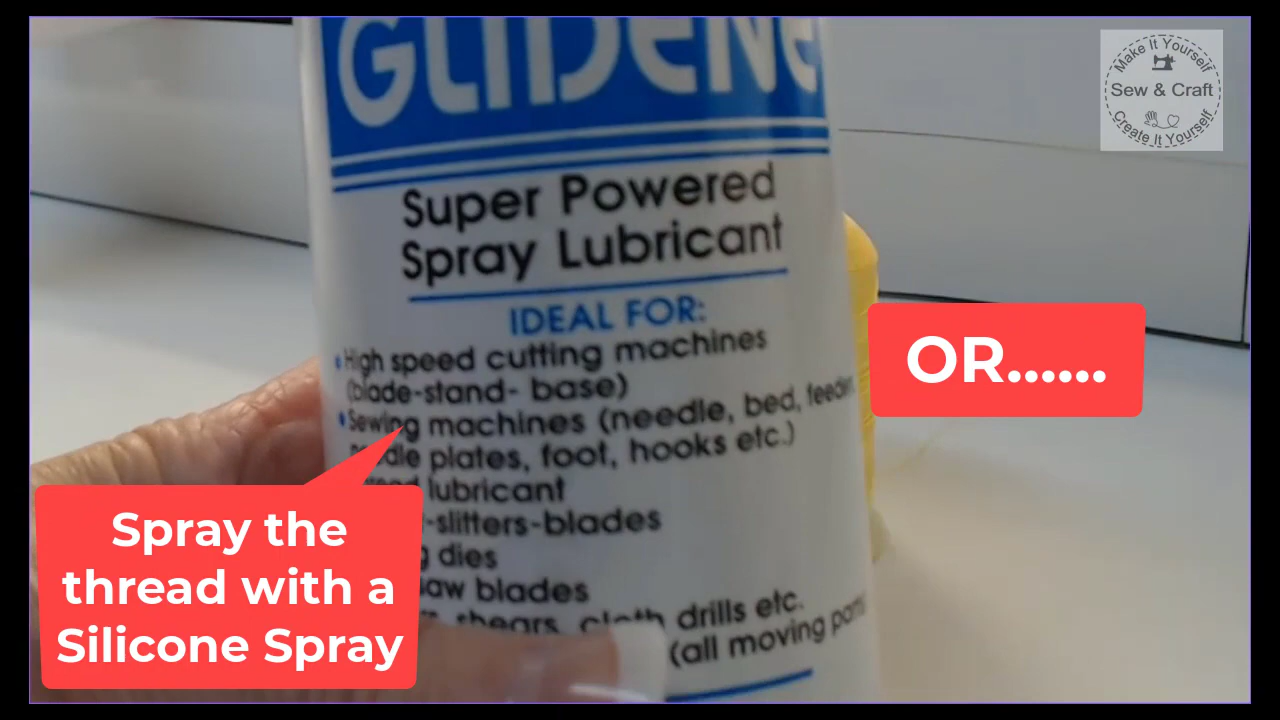 GLIDENE
Super Powered
Spray Lubricant
IDEAL FOR:
• High speed cutting machines
(blade-stand- base)
• Sewing machines (needle, bed, feeder,
plates, foot, hooks etc.)
lubricant
-slitters-blades
dies
saw blades
shears, cloth drills etc.
(all moving parts
Make It Yourself
Sew & Craft
Create It Yourself
OR......
Spray the
thread with a
Silicone Spray